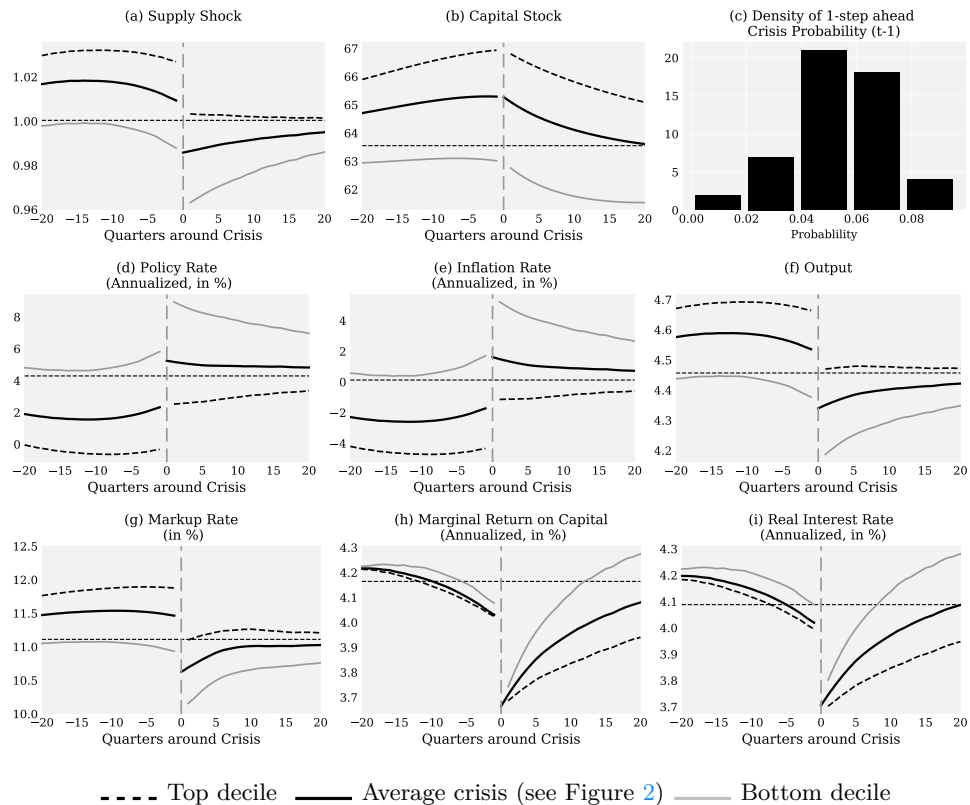 (a) Supply Shock
1.02
1.00
0.98
0.96
−20 −15 −10 −5 0 5 10 15 20
Quarters around Crisis
(b) Capital Stock
67
66
65
64
63
62
−20 −15 −10 −5 0 5 10 15 20
Quarters around Crisis
(c) Density of 1-step ahead
Crisis Probability (t-1)
20
15
10
5
0
0.00 0.02 0.04 0.06 0.08
Probablility
(d) Policy Rate
(Annualized, in %)
8
6
4
2
0
−20 −15 −10 −5 0 5 10 15 20
Quarters around Crisis
(e) Inflation Rate
(Annualized, in %)
4
2
0
−2
−4
−20 −15 −10 −5 0 5 10 15 20
Quarters around Crisis
(f) Output
4.7
4.6
4.5
4.4
4.3
4.2
−20 −15 −10 −5 0 5 10 15 20
Quarters around Crisis
(g) Markup Rate
(in %)
12.5
12.0
11.5
11.0
10.5
10.0
−20 −15 −10 −5 0 5 10 15 20
Quarters around Crisis
(h) Marginal Return on Capital
(Annualized, in %)
4.3
4.2
4.1
4.0
3.9
3.8
3.7
−20 −15 −10 −5 0 5 10 15 20
Quarters around Crisis
(i) Real Interest Rate
(Annualized, in %)
4.3
4.2
4.1
4.0
3.9
3.8
3.7
−20 −15 −10 −5 0 5 10 15 20
Quarters around Crisis
Top decile Average crisis (see Figure 2) Bottom decile